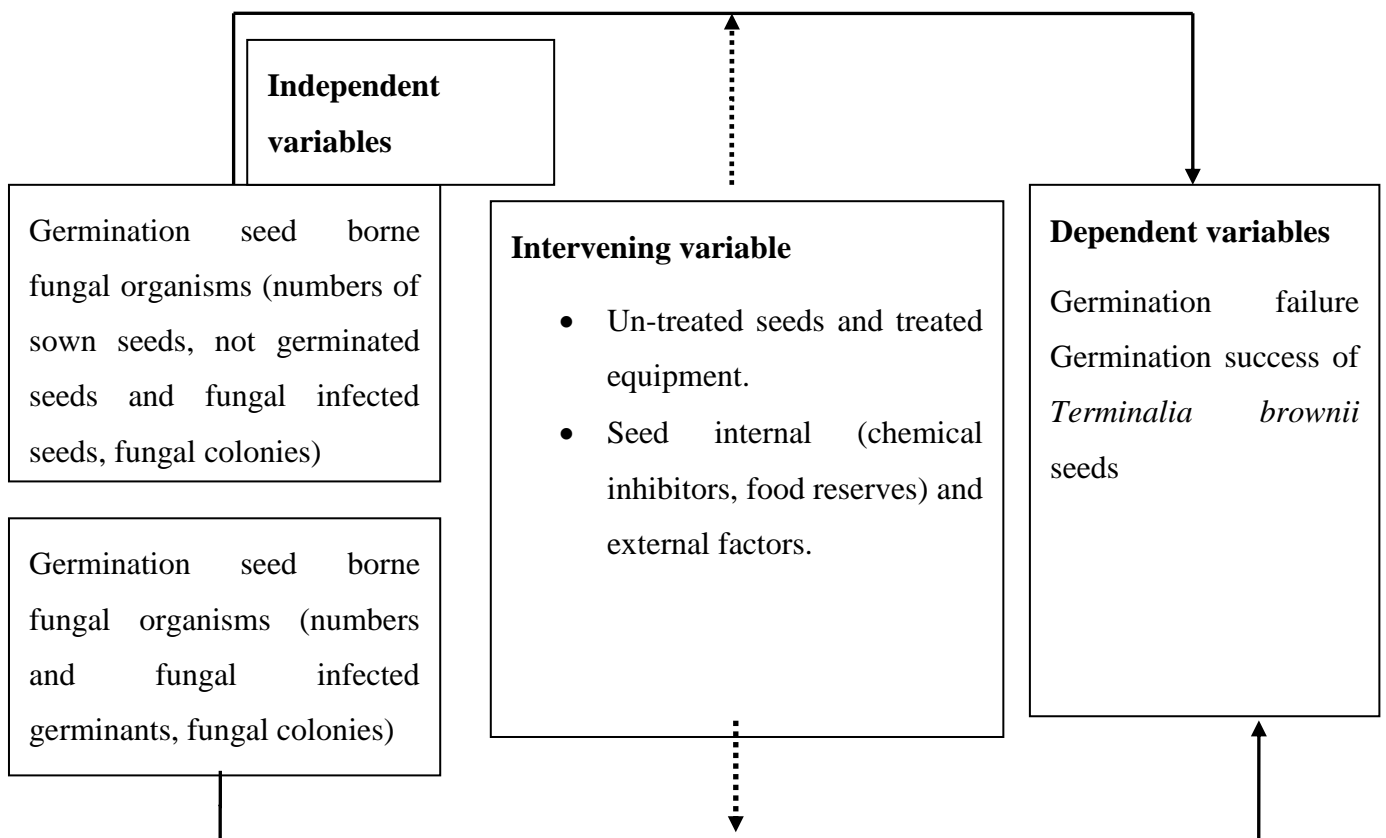 Independent
variables
Germination seed borne
fungal organisms (numbers of
sown seeds, not germinated
seeds and fungal infected
seeds, fungal colonies)
Germination seed borne
fungal organisms (numbers
and fungal infected
germinants, fungal colonies)
Intervening variable
• Un-treated seeds and treated
equipment.
• Seed internal (chemical
inhibitors, food reserves) and
external factors.
Dependent variables
Germination failure
Germination success of
Terminalia brownii
seeds